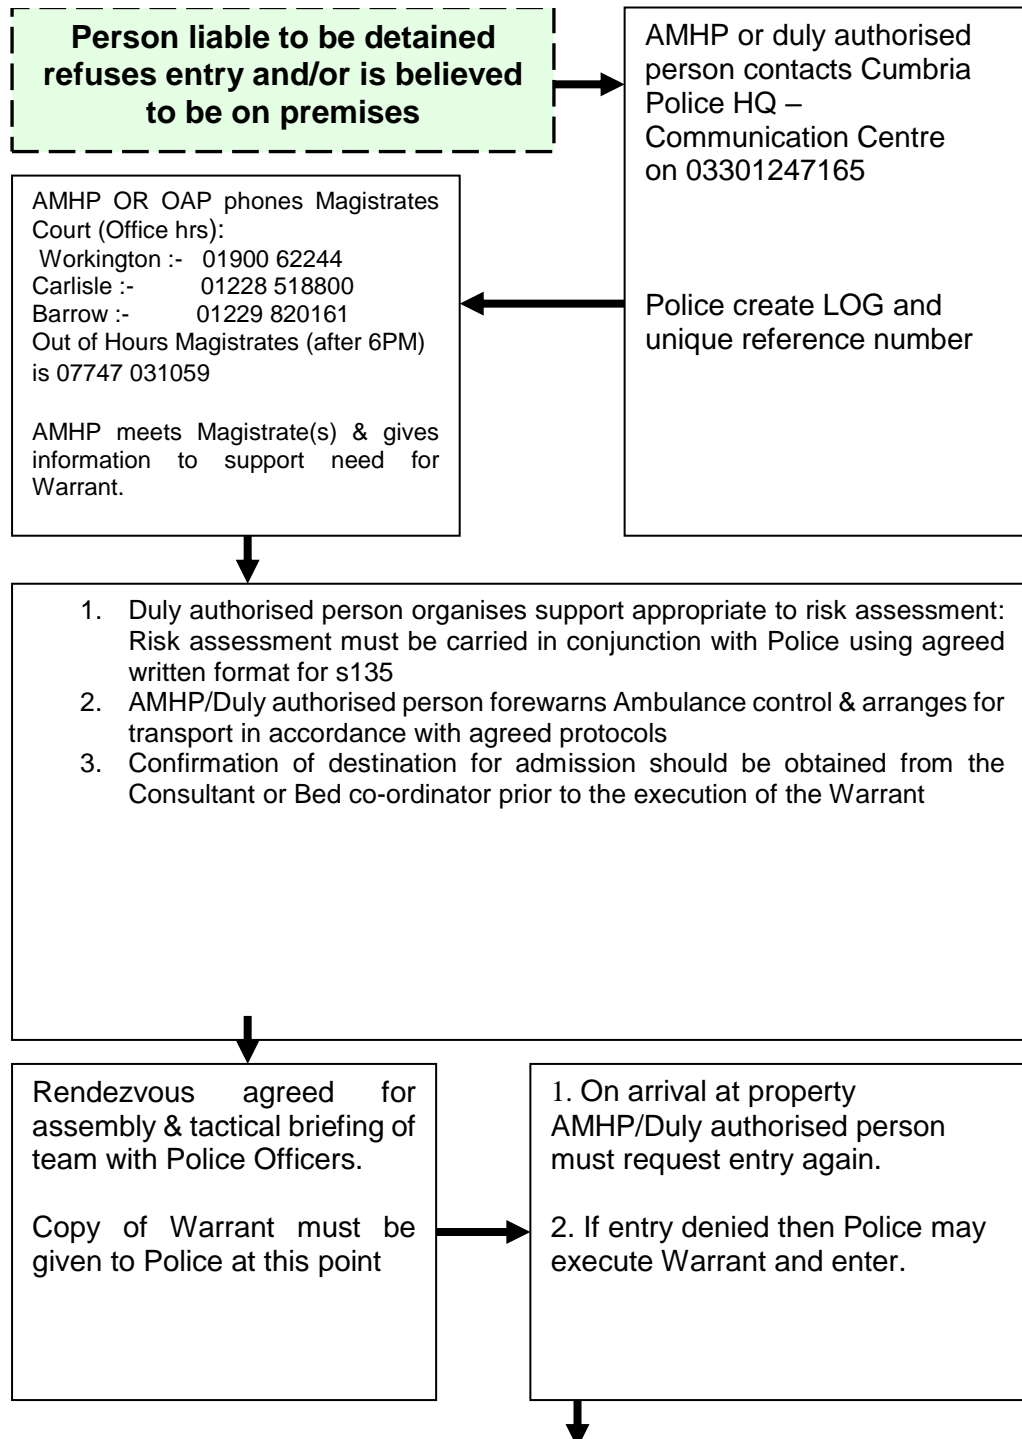 Person liable to be detained
refuses entry and/or is believed
to be on premises
AMHP or duly authorised
person contacts Cumbria
Police HQ –
Communication Centre
on 03301247165
Police create LOG and
unique reference number
AMHP OR OAP phones Magistrates
Court (Office hrs):
Workington :- 01900 62244
Carlisle :- 01228 518800
Barrow :- 01229 820161
Out of Hours Magistrates (after 6PM)
is 07747 031059
AMHP meets Magistrate(s) & gives
information to support need for
Warrant.
1. Duly authorised person organises support appropriate to risk assessment:
Risk assessment must be carried in conjunction with Police using agreed
written format for s135
2. AMHP/Duly authorised person forewarns Ambulance control & arranges for
transport in accordance with agreed protocols
3. Confirmation of destination for admission should be obtained from the
Consultant or Bed co-ordinator prior to the execution of the Warrant
Rendezvous agreed for
assembly & tactical briefing of
team with Police Officers.
Copy of Warrant must be
given to Police at this point
1. On arrival at property
AMHP/Duly authorised person
must request entry again.
2. If entry denied then Police may
execute Warrant and enter.